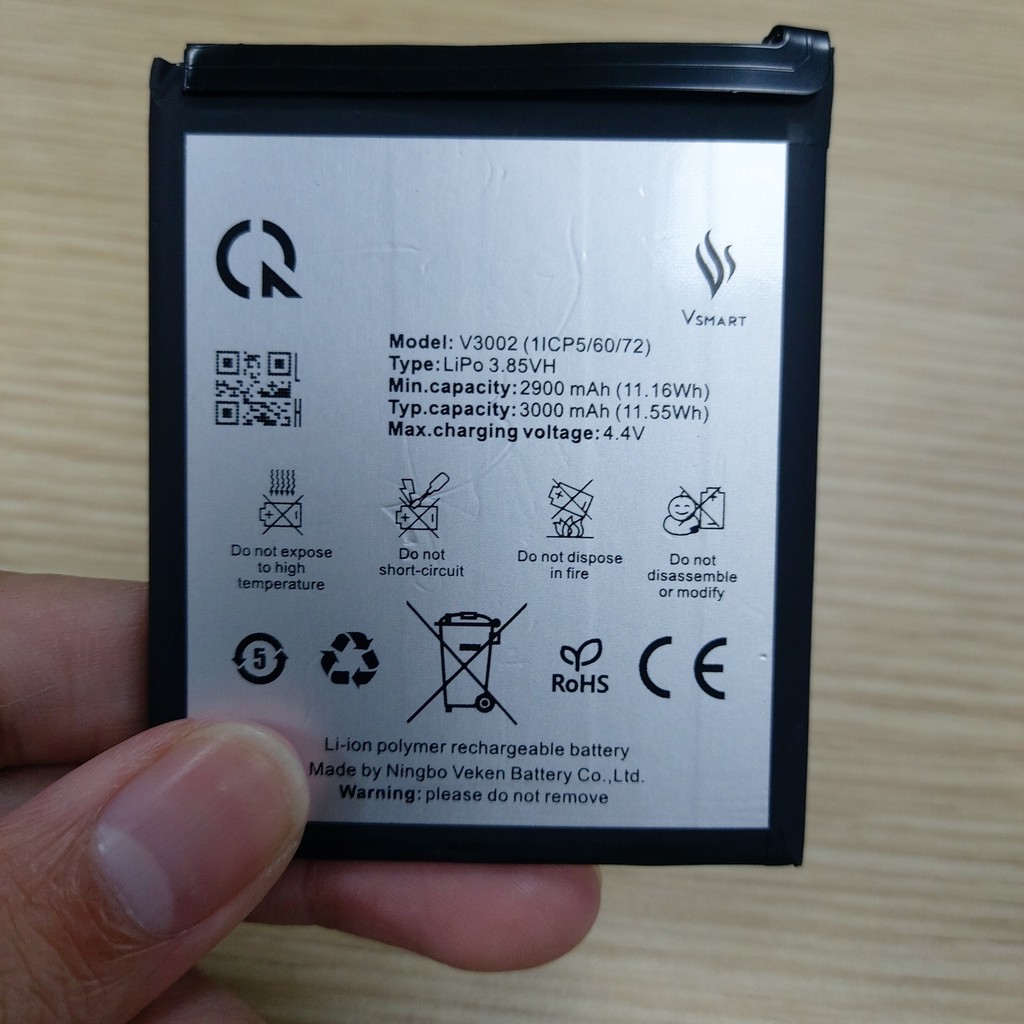 VSMART
Model: V3002 (1ICP5/60/72)
Type: LiPo 3.85VH
Min.capacity: 2900 mAh (11.16Wh)
Typ.capacity: 3000 mAh (11.55Wh)
Max.charging voltage: 4.4V
Do not expose
to high
temperature
Do not
short-circuit
Do not dispose
in fire
Do not
disassemble
or modify
5
RoHS
CE
Li-ion polymer rechargeable battery
Made by Ningbo Veken Battery Co.,Ltd.
Warning: please do not remove